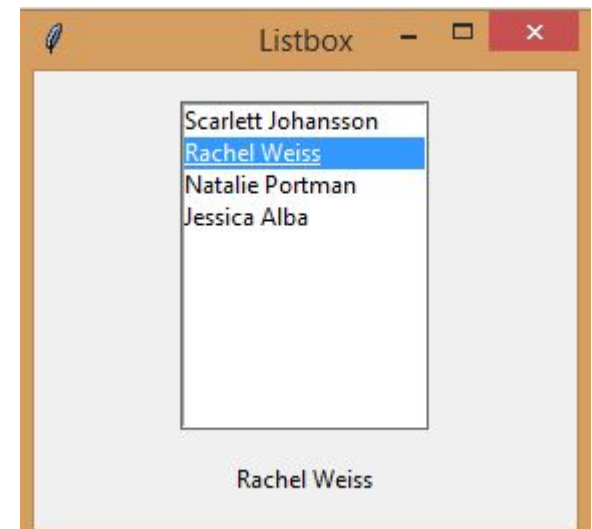 Listbox
Scarlett Johansson
Rachel Weiss
Natalie Portman
Jessica Alba
Rachel Weiss